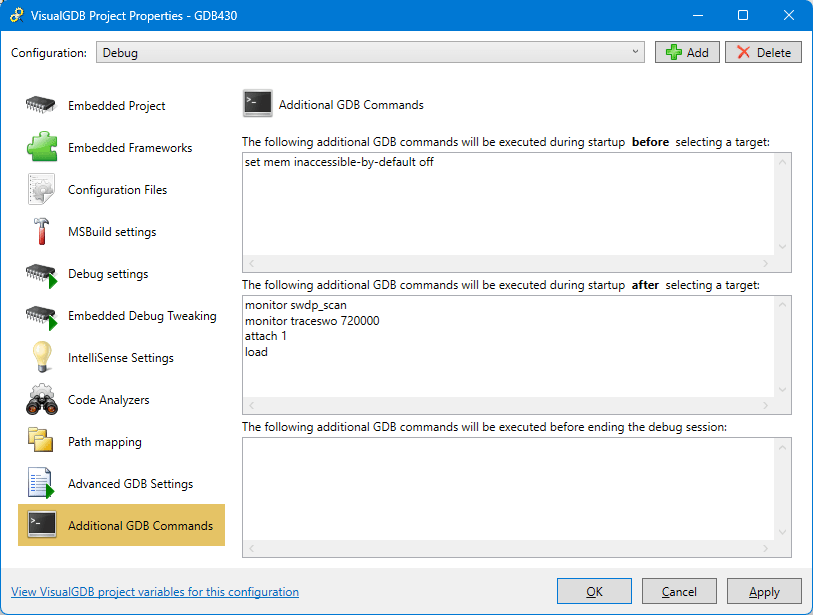 VisualGDB Project Properties - GDB430
Configuration: Debug Add Delete
Embedded Project
Embedded Frameworks
Configuration Files
MSBuild settings
Debug settings
Embedded Debug Tweaking
IntelliSense Settings
Code Analyzers
Path mapping
Advanced GDB Settings
Additional GDB Commands
Additional GDB Commands
The following additional GDB commands will be executed during startup before selecting a target:
set mem inaccessible-by-default off
The following additional GDB commands will be executed during startup after selecting a target:
monitor swdp_scan
monitor traceswo 720000
attach 1
load
The following additional GDB commands will be executed before ending the debug session:
View VisualGDB project variables for this configuration
OK Cancel Apply